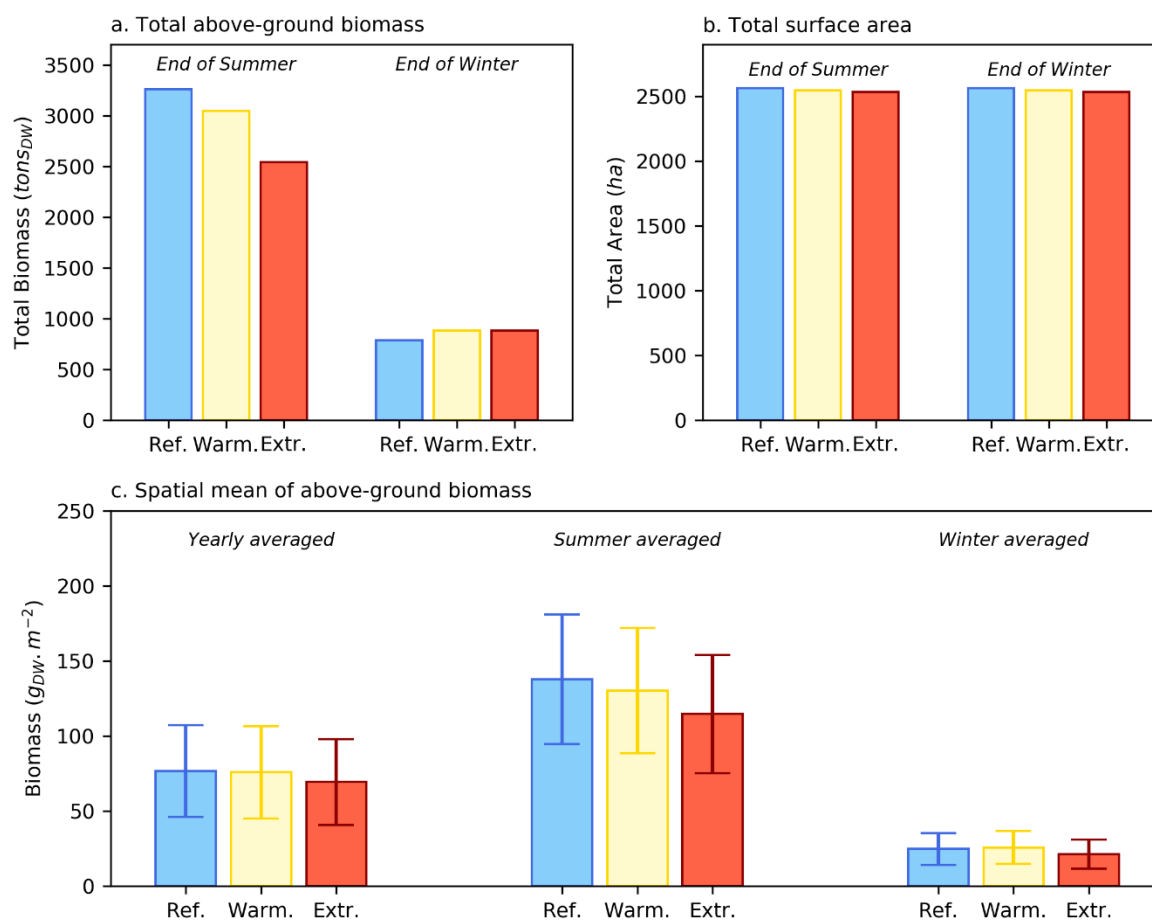 a. Total above-ground biomass
End of Summer
End of Winter
3500
3000
2500
2000
1500
1000
500
0
Total Biomass (tons_DW)
Ref. Warm. Extr.
Ref. Warm. Extr.
b. Total surface area
End of Summer
End of Winter
2500
2000
1500
1000
500
0
Total Area (ha)
Ref. Warm. Extr.
Ref. Warm. Extr.
c. Spatial mean of above-ground biomass
Yearly averaged
Summer averaged
Winter averaged
250
200
150
100
50
0
Biomass (g_DW.m⁻²)
Ref. Warm. Extr.
Ref. Warm. Extr.
Ref. Warm. Extr.